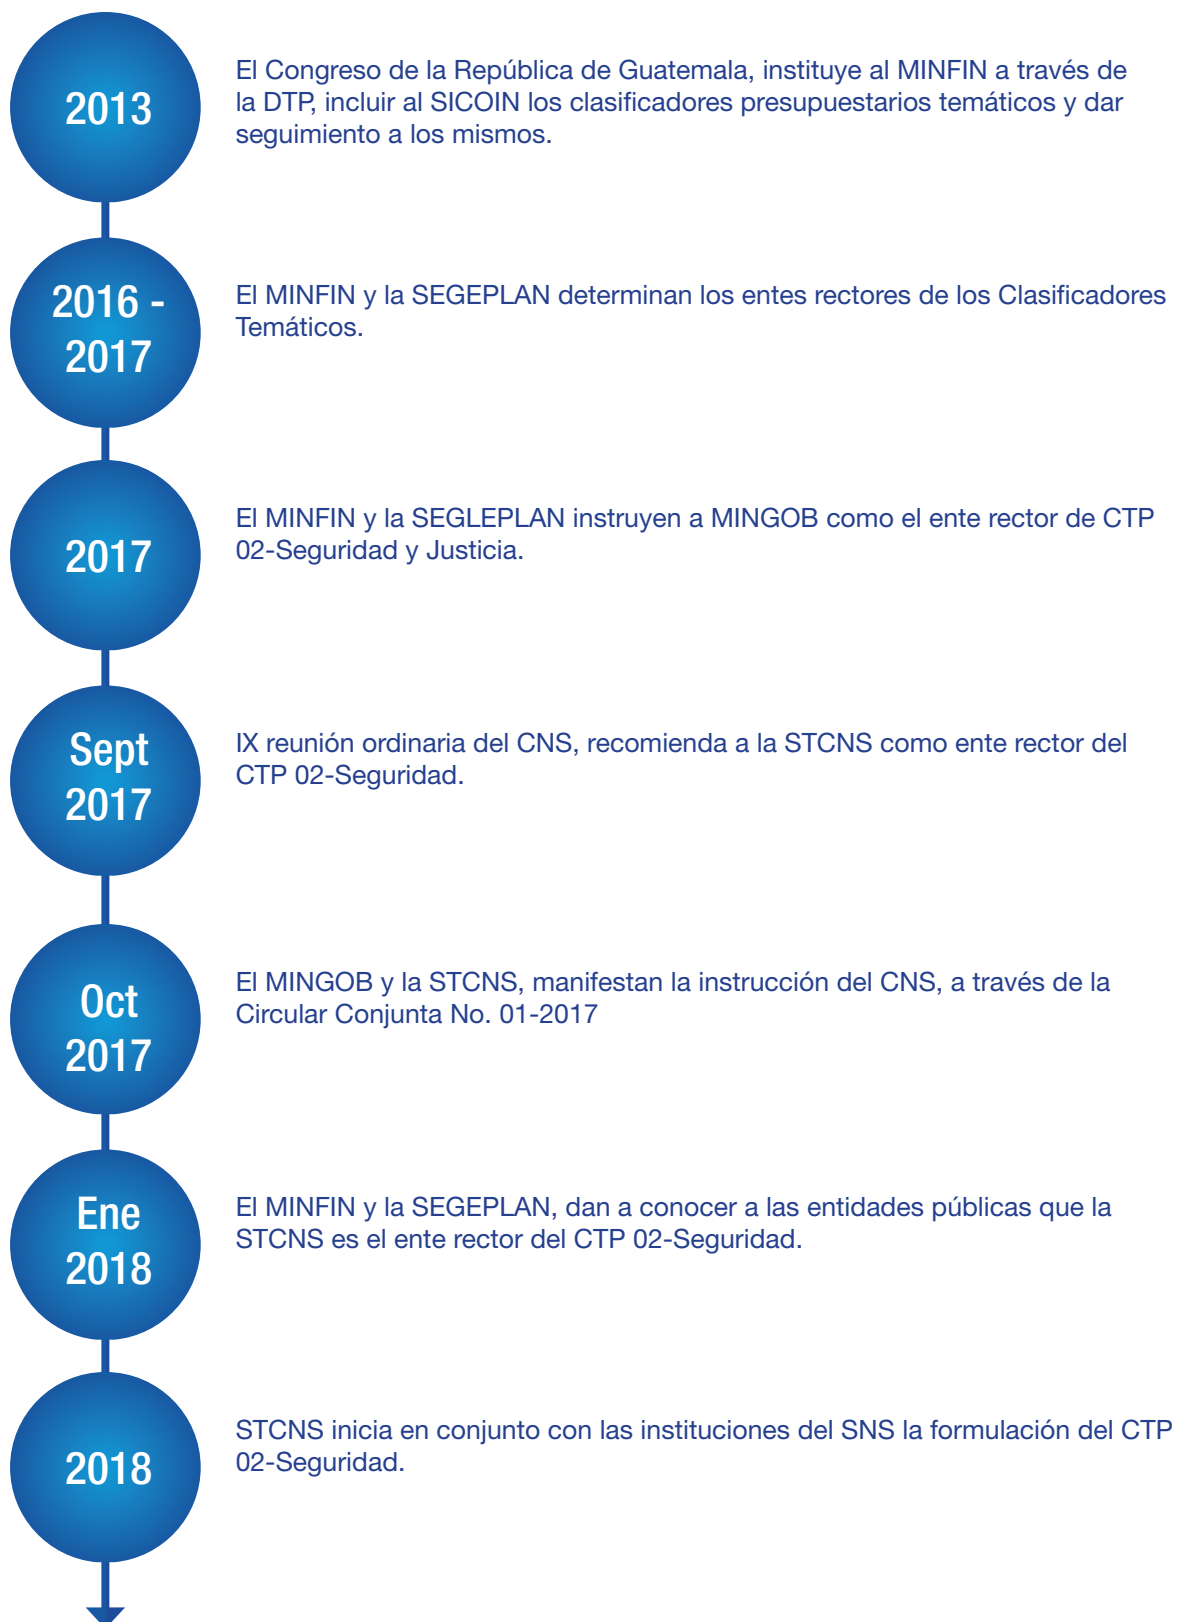 2013
El Congreso de la República de Guatemala, instituye al MINFIN a través de
la DTP, incluir al SICOIN los clasificadores presupuestarios temáticos y dar
seguimiento a los mismos.
2016 -
2017
El MINFIN y la SEGEPLAN determinan los entes rectores de los Clasificadores
Temáticos.
2017
El MINFIN y la SEGLEPLAN instruyen a MINGOB como el ente rector de CTP
02-Seguridad y Justicia.
Sept
2017
IX reunión ordinaria del CNS, recomienda a la STCNS como ente rector del
CTP 02-Seguridad.
Oct
2017
El MINGOB y la STCNS, manifestan la instrucción del CNS, a través de la
Circular Conjunta No. 01-2017
Ene
2018
El MINFIN y la SEGEPLAN, dan a conocer a las entidades públicas que la
STCNS es el ente rector del CTP 02-Seguridad.
2018
STCNS inicia en conjunto con las instituciones del SNS la formulación del CTP
02-Seguridad.